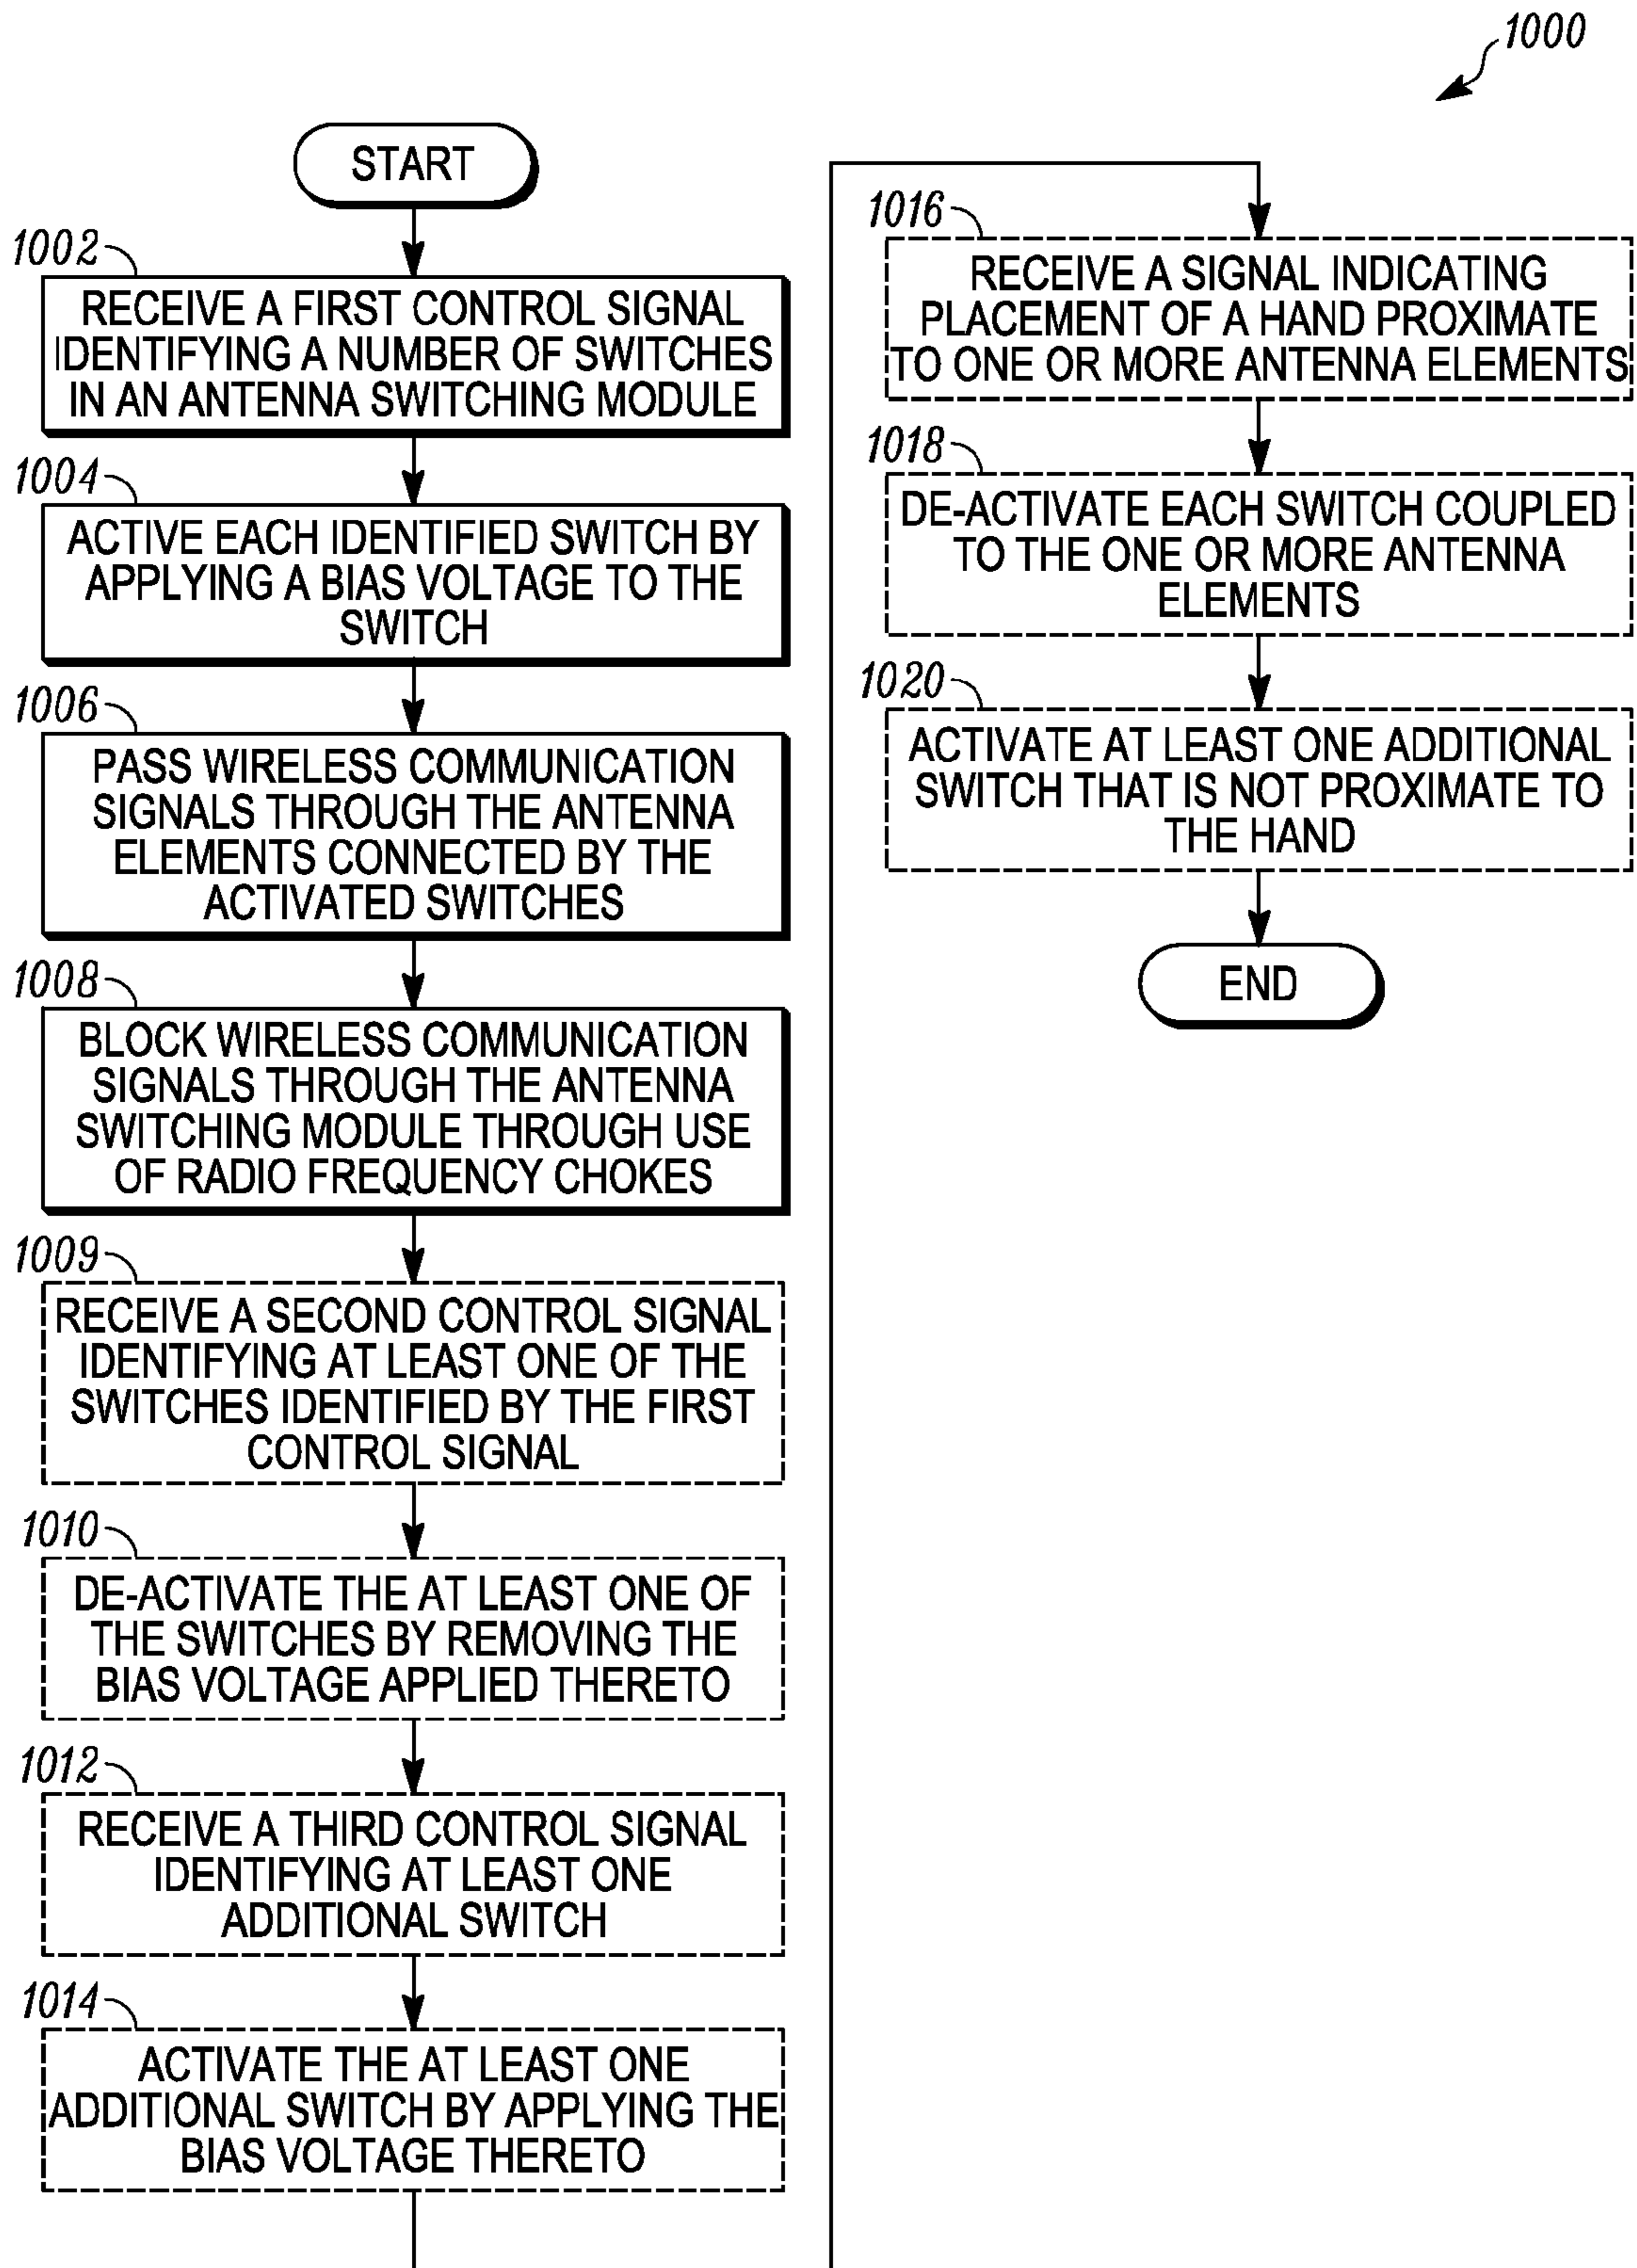 1000
START
1002
RECEIVE A FIRST CONTROL SIGNAL
IDENTIFYING A NUMBER OF SWITCHES
IN AN ANTENNA SWITCHING MODULE
1004
ACTIVE EACH IDENTIFIED SWITCH BY
APPLYING A BIAS VOLTAGE TO THE
SWITCH
1006
PASS WIRELESS COMMUNICATION
SIGNALS THROUGH THE ANTENNA
ELEMENTS CONNECTED BY THE
ACTIVATED SWITCHES
1008
BLOCK WIRELESS COMMUNICATION
SIGNALS THROUGH THE ANTENNA
SWITCHING MODULE THROUGH USE
OF RADIO FREQUENCY CHOKES
1009
RECEIVE A SECOND CONTROL SIGNAL
IDENTIFYING AT LEAST ONE OF THE
SWITCHES IDENTIFIED BY THE FIRST
CONTROL SIGNAL
1010
DE-ACTIVATE THE AT LEAST ONE OF
THE SWITCHES BY REMOVING THE
BIAS VOLTAGE APPLIED THERETO
1012
RECEIVE A THIRD CONTROL SIGNAL
IDENTIFYING AT LEAST ONE
ADDITIONAL SWITCH
1014
ACTIVATE THE AT LEAST ONE
ADDITIONAL SWITCH BY APPLYING THE
BIAS VOLTAGE THERETO
1016
RECEIVE A SIGNAL INDICATING
PLACEMENT OF A HAND PROXIMATE
TO ONE OR MORE ANTENNA ELEMENTS
1018
DE-ACTIVATE EACH SWITCH COUPLED
TO THE ONE OR MORE ANTENNA
ELEMENTS
1020
ACTIVATE AT LEAST ONE ADDITIONAL
SWITCH THAT IS NOT PROXIMATE TO
THE HAND
END